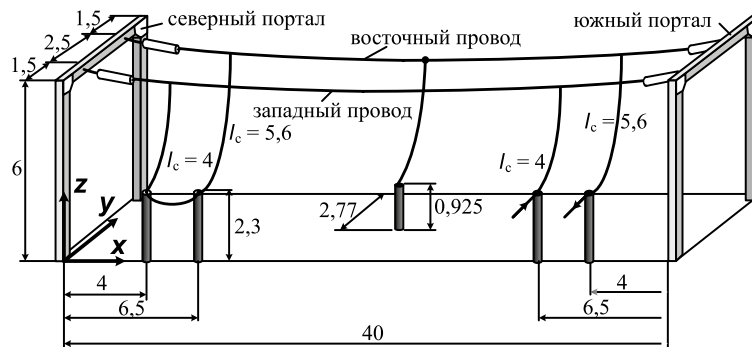 1,5
северный портал
южный портал
2,5
восточный провод
1,5
западный провод
l_c = 5,6
l_c = 5,6
l_c = 4
l_c = 4
6
z
y
x
2,77
0,925
2,3
4
4
6,5
6,5
40